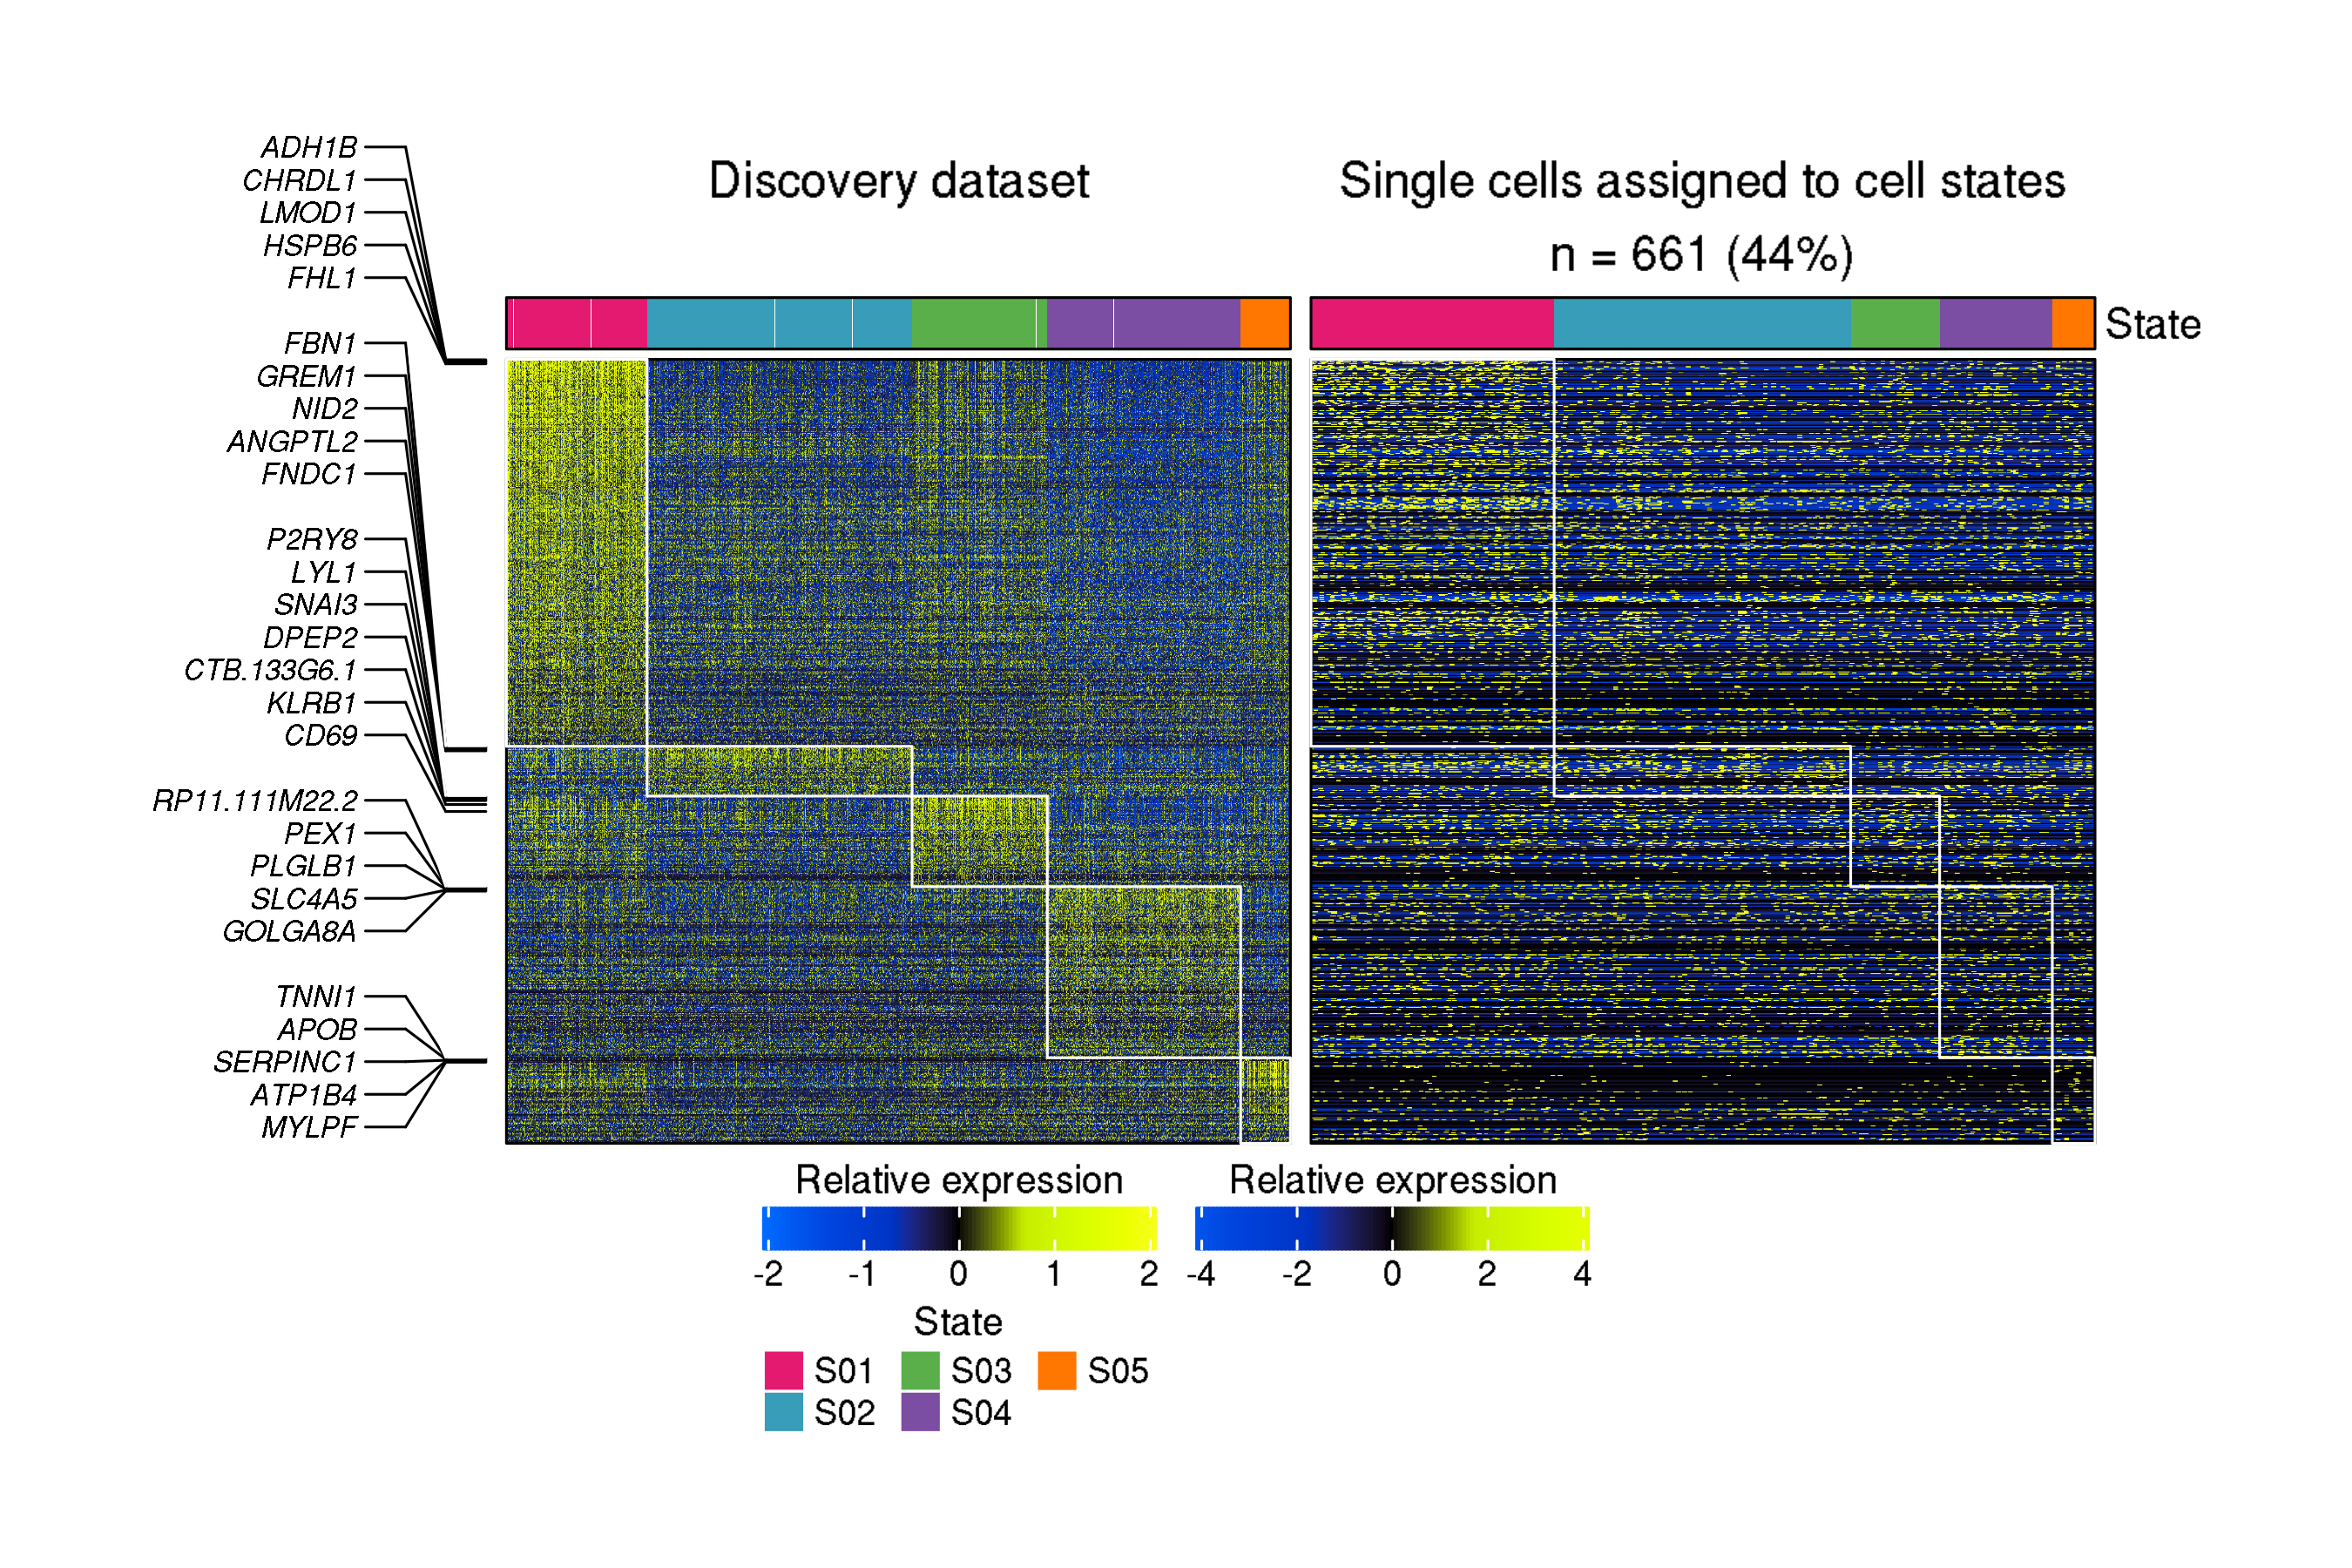 ADH1B
CHRDL1
LMOD1
HSPB6
FHL1
FBN1
GREM1
NID2
ANGPTL2
FNDC1
P2RY8
LYL1
SNAI3
DPEP2
CTB.133G6.1
KLRB1
CD69
RP11.111M22.2
PEX1
PLGLB1
SLC4A5
GOLGA8A
TNNI1
APOB
SERPINC1
ATP1B4
MYLPF
Discovery dataset
Single cells assigned to cell states
n = 661 (44%)
State
Relative expression
-2 -1 0 1 2
Relative expression
-4 -2 0 2 4
State
S01 S03 S05
S02 S04